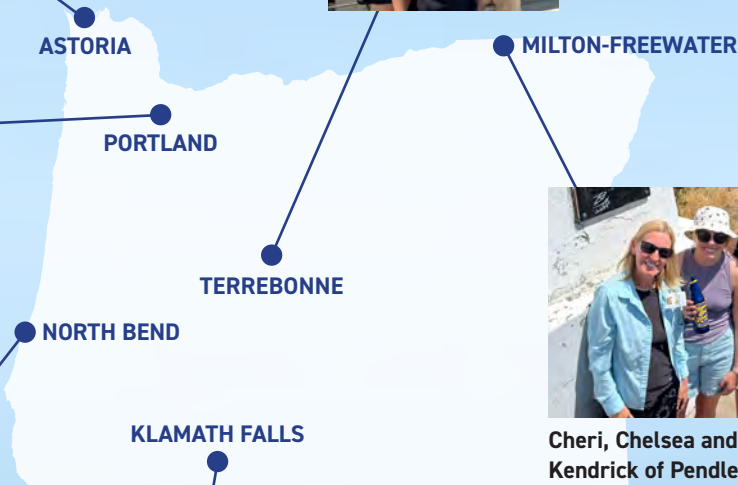 ASTORIA
MILTON-FREEWATER
PORTLAND
TERREBONNE
NORTH BEND
KLAMATH FALLS
Cheri, Chelsea and
Kendrick of Pendle